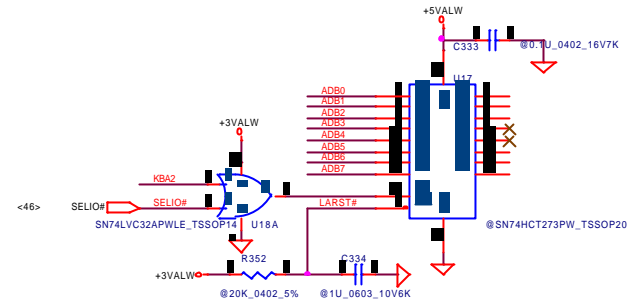 +5VALW
C333
@0.1U_0402_16V7K
U17
ADB0
ADB1
ADB2
ADB3
ADB4
ADB5
ADB6
ADB7
+3VALW
KBA2
<46>
SELIO#
SELIO#
LARST#
SN74LVC32APWLE_TSSOP14
U18A
@SN74HCT273PW_TSSOP20
R352
C334
+3VALW
@20K_0402_5%
@1U_0603_10V6K